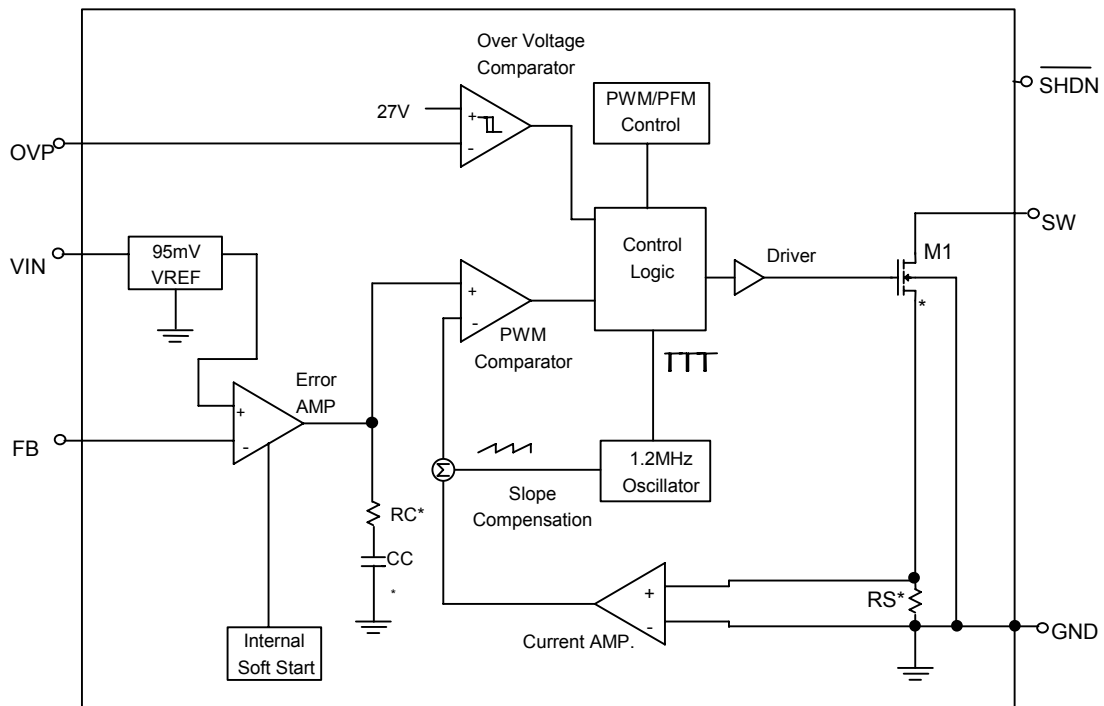 Over Voltage
Comparator
SHDN
PWM/PFM
Control
27V
+
-
OVP
SW
95mV
VREF
VIN
Control
Logic
Driver
M1
*
+
-
PWM
Comparator
Error
AMP
+
-
FB
Σ
1.2MHz
Oscillator
Slope
Compensation
RC*
CC
*
RS*
+
-
Current AMP.
GND
Internal
Soft Start